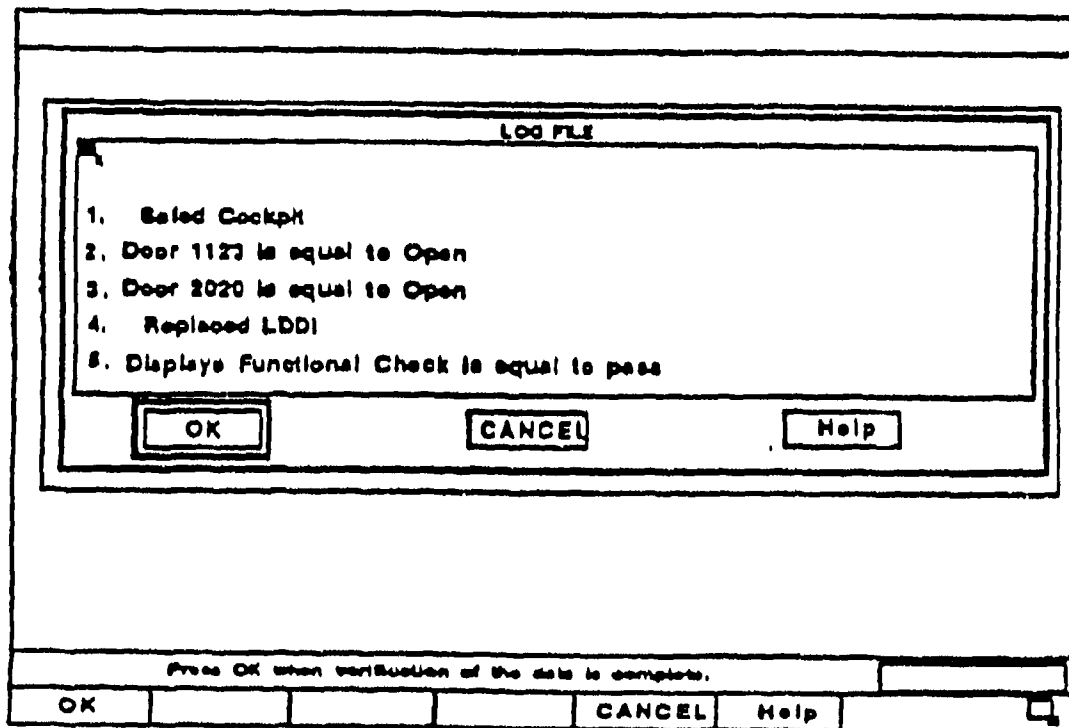 LOG FILE
1. Safed Cockpit
2. Door 1123 is equal to Open
3. Door 2020 is equal to Open
4. Replaced LDDI
5. Displays Functional Check is equal to pass
OK CANCEL Help
Press OK when verification of the data is complete.
OK CANCEL Help